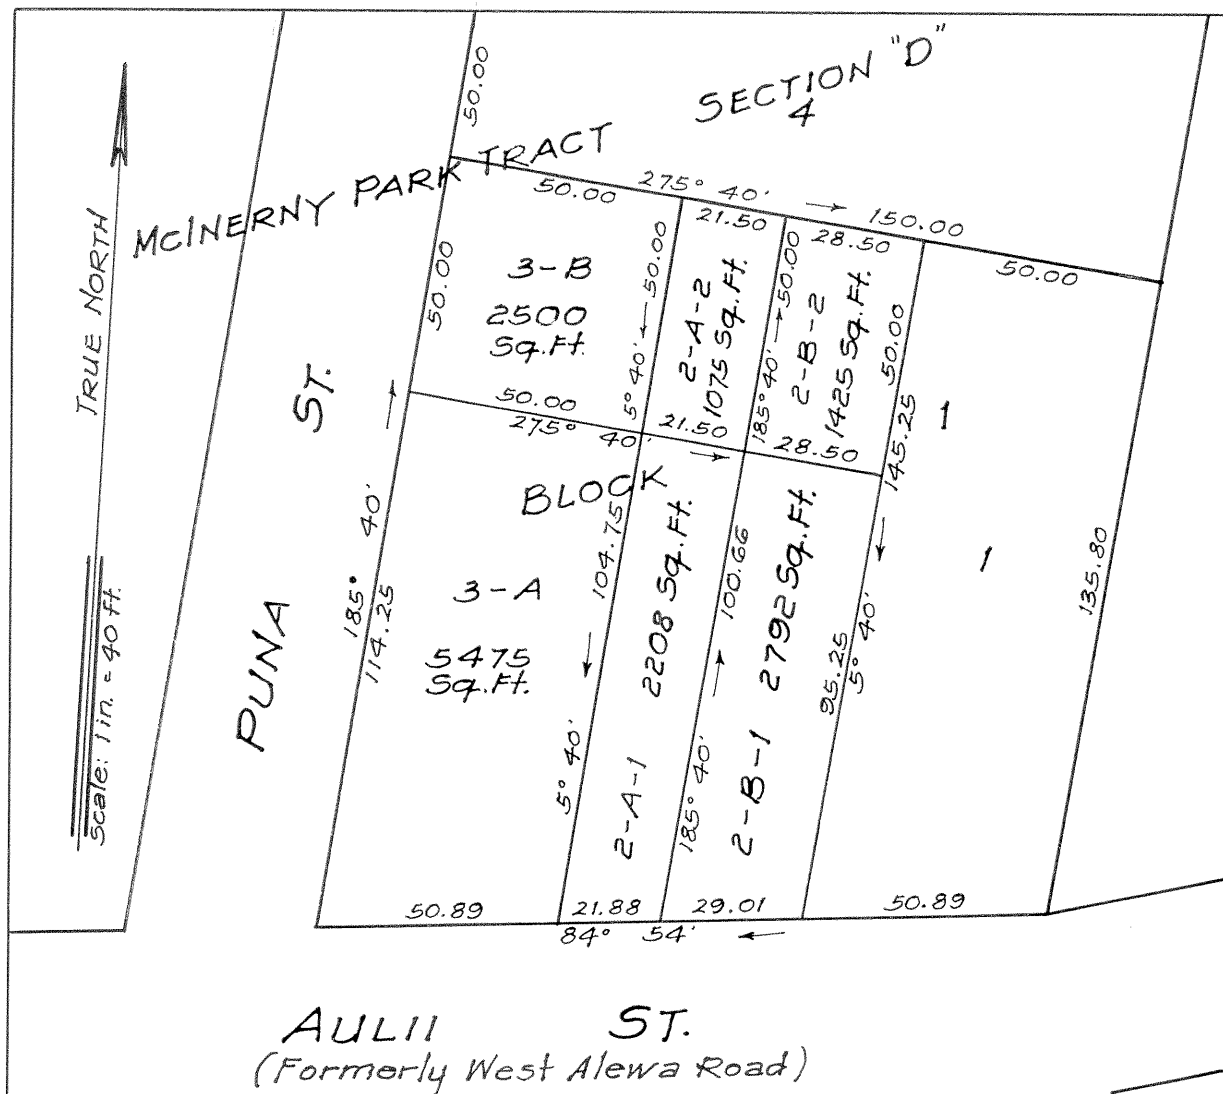 SECTION "D"
4
McINERNY PARK TRACT
TRUE NORTH
Scale: 1 in. = 40 ft.
50.00
50.00
275° 40'
150.00
21.50
28.50
50.00
50.00
3-B
2500
Sq.Ft.
5° 40'
50.00
2-A-2
1075 Sq.Ft.
185° 40'
50.00
2-B-2
1425 Sq.Ft.
50.00
145.25
1
50.00
275° 40'
21.50
28.50
BLOCK
1
PUNA ST.
185° 40'
114.25
3-A
5475
Sq.Ft.
104.75
5° 40'
2-A-1 2208 Sq.Ft.
100.66
185° 40'
2-B-1 2792 Sq.Ft.
95.25
5° 40'
135.80
50.89
21.88
29.01
50.89
84° 54'
AULII ST.
(Formerly West Alewa Road)